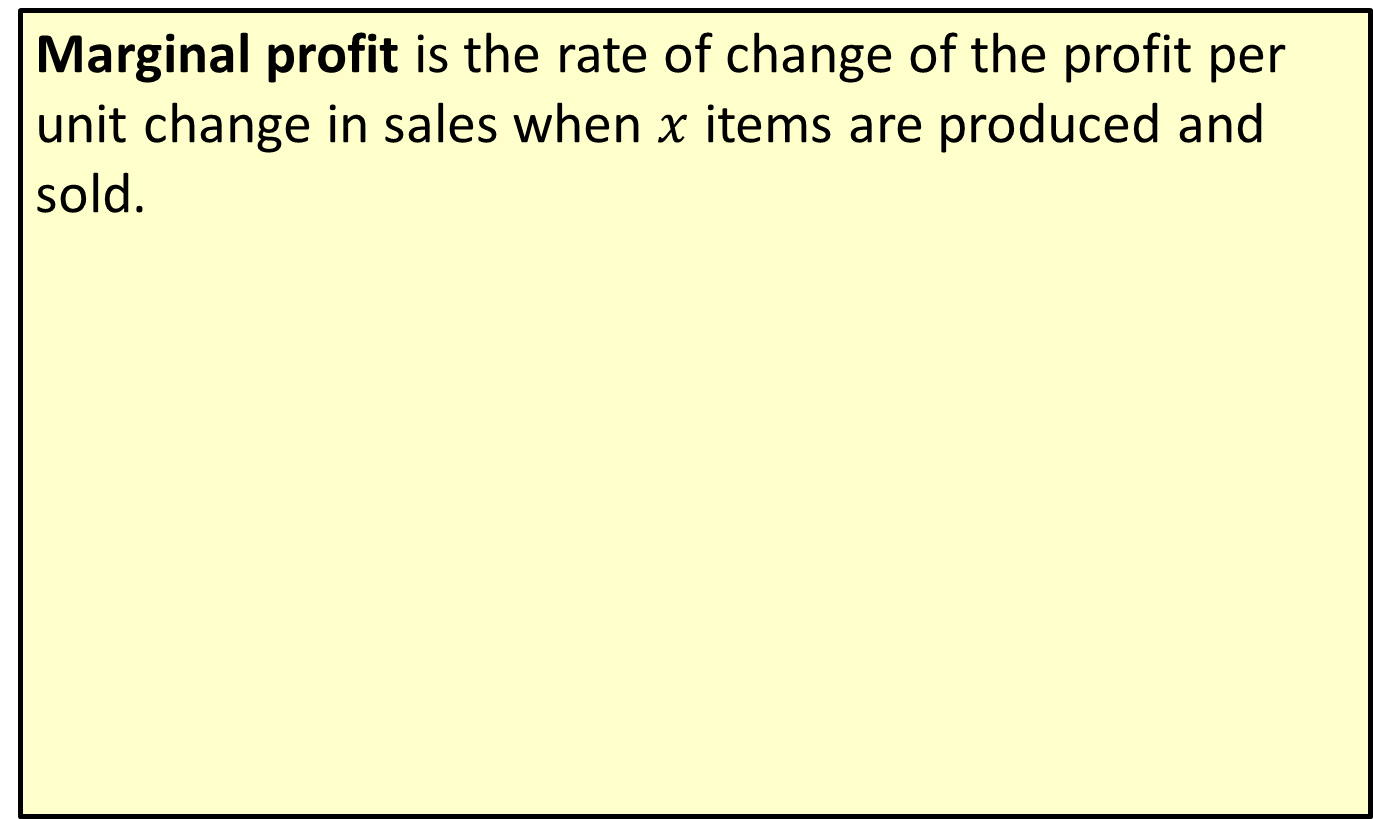 Marginal profit is the rate of change of the profit per
unit change in sales when x items are produced and
sold.